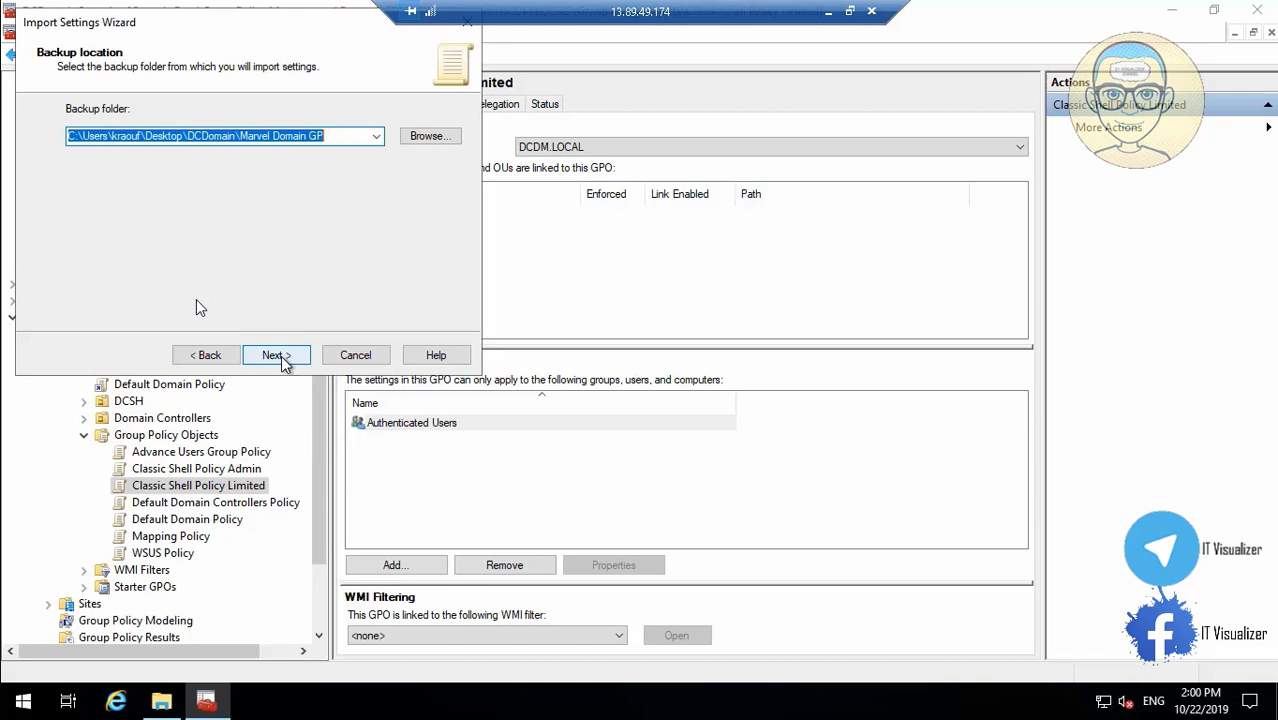 Import Settings Wizard
13.89.49.174
Backup location
Select the backup folder from which you will import settings.
Backup folder:
C:\Users\kraouf\Desktop\DCDomain\Marvel Domain GP
Browse...
< Back
Next >
Cancel
Help
imited
elegation
Status
DCDM.LOCAL
nd OUs are linked to this GPO:
Enforced
Link Enabled
Path
Actions
Classic Shell Policy Limited
More Actions
IT VISUALIZER
CHANNEL
The settings in this GPO can only apply to the following groups, users, and computers:
Name
Authenticated Users
Add...
Remove
Properties
WMI Filtering
This GPO is linked to the following WMI filter:
<none>
Open
Default Domain Policy
DCSH
Domain Controllers
Group Policy Objects
Advance Users Group Policy
Classic Shell Policy Admin
Classic Shell Policy Limited
Default Domain Controllers Policy
Default Domain Policy
Mapping Policy
WSUS Policy
WMI Filters
Starter GPOs
Sites
Group Policy Modeling
Group Policy Results
IT Visualizer
IT Visualizer
ENG
2:00 PM
10/22/2019